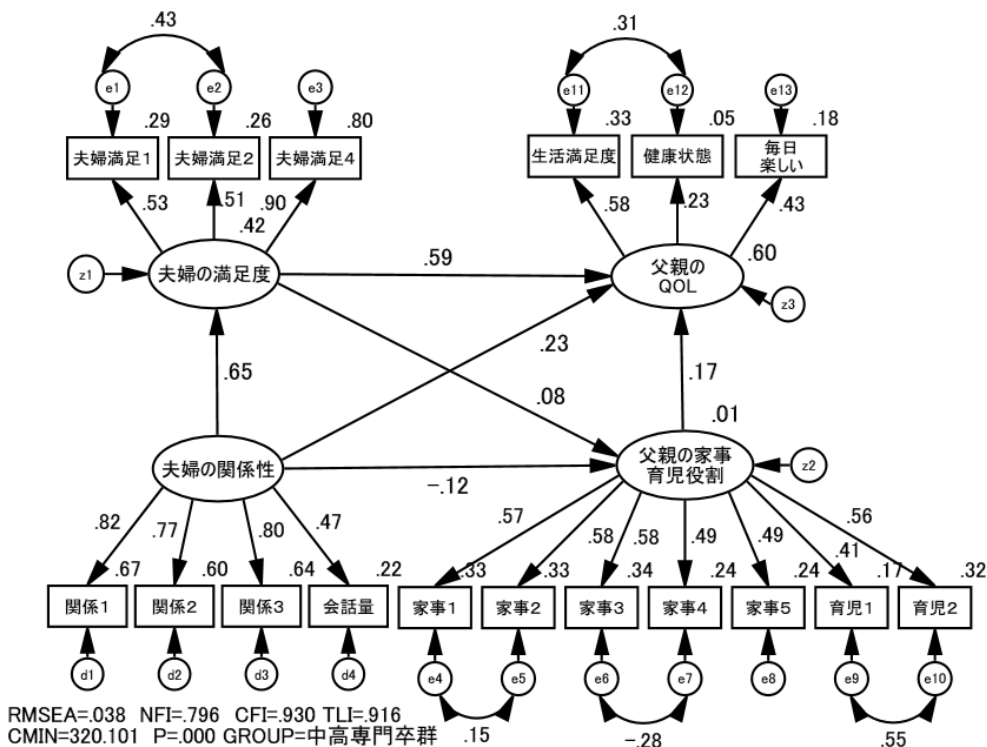 .43
.31
e1
e2
e3
e11
e12
e13
.29
.26
.80
.33
.05
.18
夫婦満足1
夫婦満足2
夫婦満足4
生活満足度
健康状態
毎日
楽しい
.53
.51
.90
.58
.23
.43
.42
.60
z1
夫婦の満足度
.59
父親の
QOL
z3
.23
.65
.17
.08
.01
夫婦の関係性
-.12
父親の家事
育児役割
z2
.82
.77
.80
.47
.57
.58
.58
.49
.49
.41
.56
.67
.60
.64
.22
.33
.33
.34
.24
.24
.17
.32
関係1
関係2
関係3
会話量
家事1
家事2
家事3
家事4
家事5
育児1
育児2
d1
d2
d3
d4
e4
e5
e6
e7
e8
e9
e10
RMSEA=.038 NFI=.796 CFI=.930 TLI=.916
CMIN=320.101 P=.000 GROUP=中高専門卒群
.15
-.28
.55